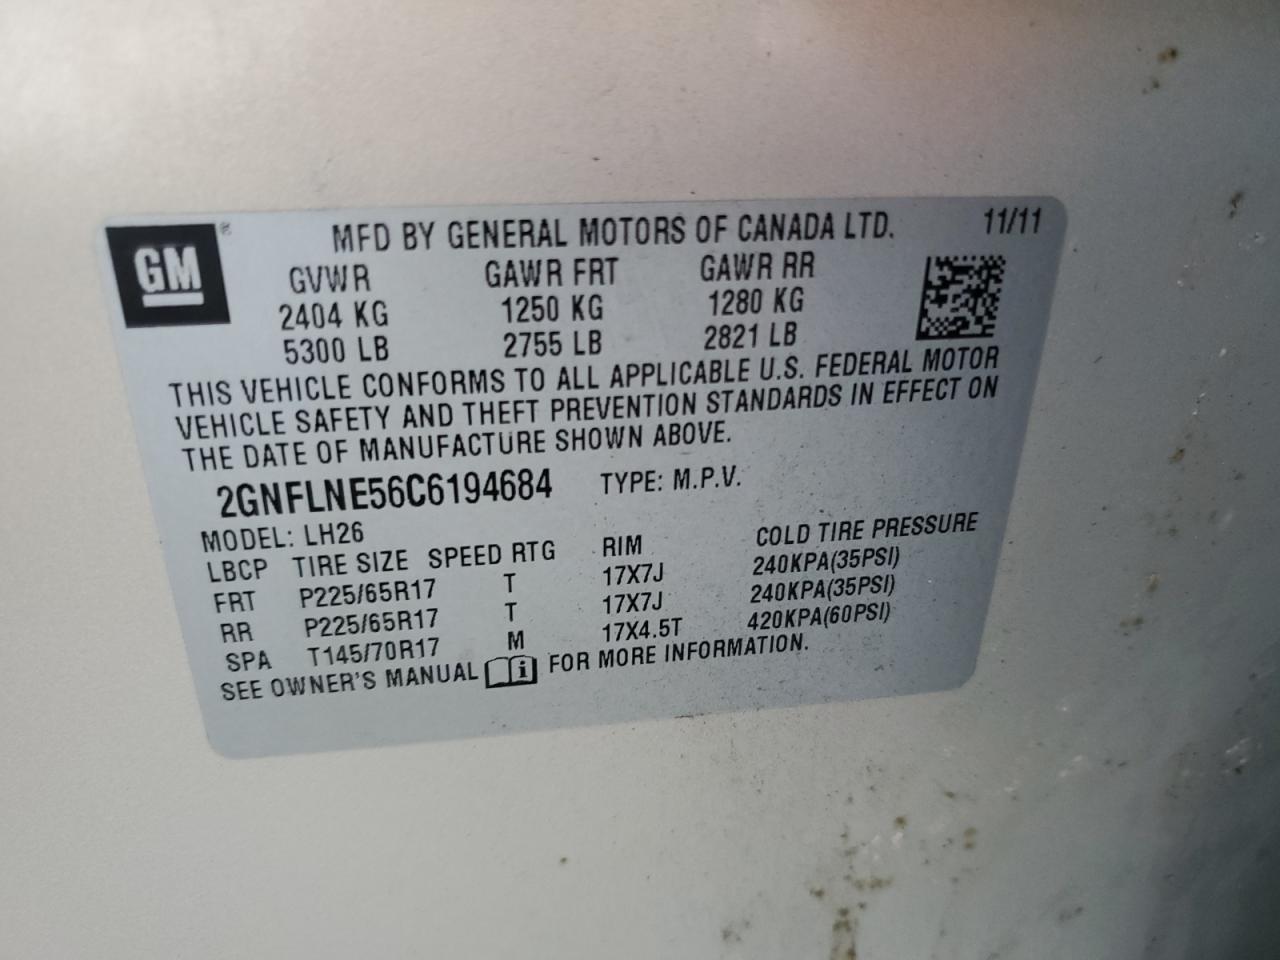 GM ® MFD BY GENERAL MOTORS OF CANADA LTD. 11/11
GVWR GAWR FRT GAWR RR
2404 KG 1250 KG 1280 KG
5300 LB 2755 LB 2821 LB
THIS VEHICLE CONFORMS TO ALL APPLICABLE U.S. FEDERAL MOTOR
VEHICLE SAFETY AND THEFT PREVENTION STANDARDS IN EFFECT ON
THE DATE OF MANUFACTURE SHOWN ABOVE.
2GNFLNE56C6194684 TYPE: M.P.V.
MODEL: LH26
LBCP TIRE SIZE SPEED RTG RIM COLD TIRE PRESSURE
FRT P225/65R17 T 17X7J 240KPA(35PSI)
RR P225/65R17 T 17X7J 240KPA(35PSI)
SPA T145/70R17 M 17X4.5T 420KPA(60PSI)
SEE OWNER'S MANUAL i FOR MORE INFORMATION.